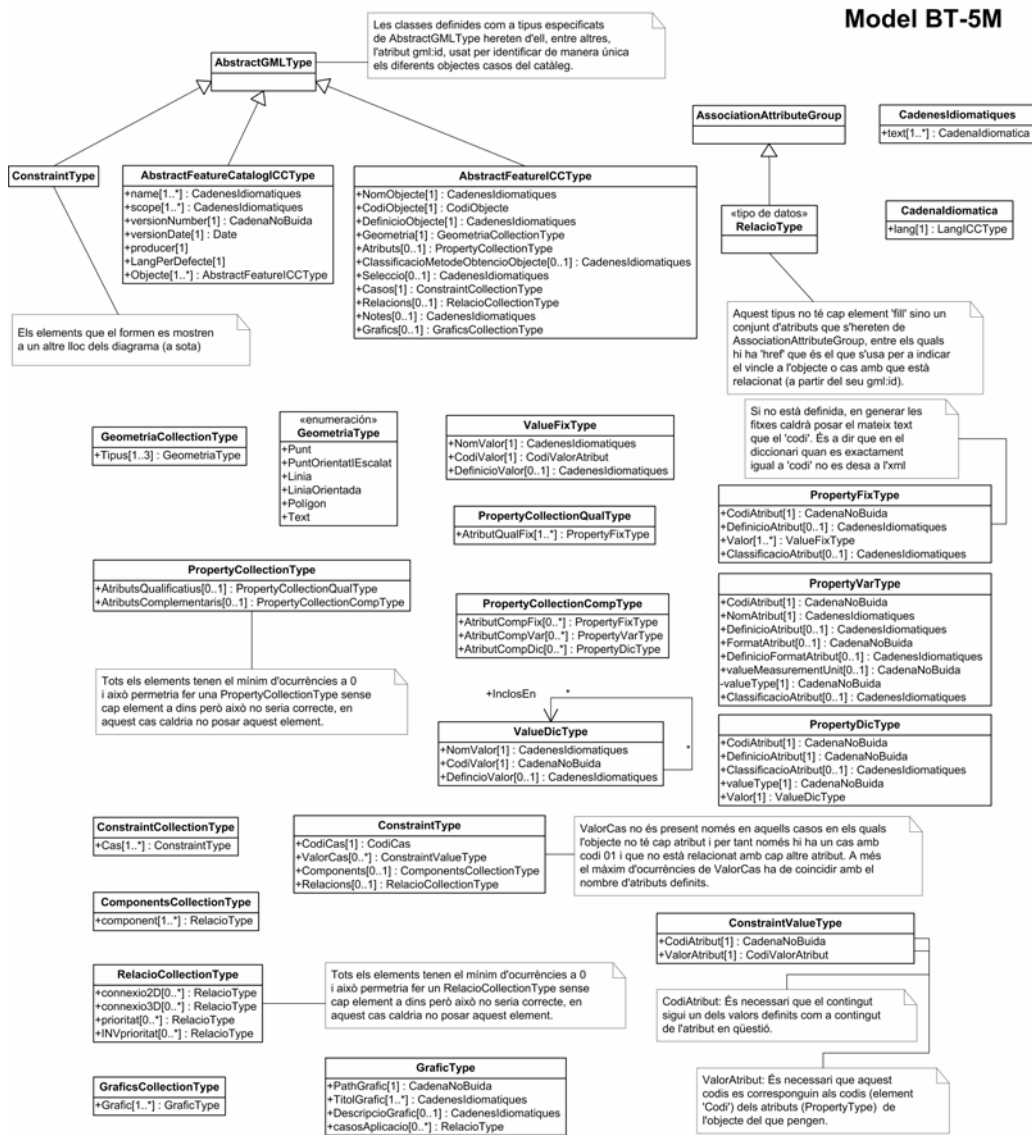 Model BT-5M
Les classes definides com a tipus especificats
de AbstractGMLType hereten d'ell, entre altres,
l'atribut gml:id, usat per identificar de manera única
els diferents objectes casos del catàleg.
AbstractGMLType
AssociationAttributeGroup
CadenesIdiomatiques
+text[1..*] : CadenaIdiomatica
ConstraintType
AbstractFeatureCatalogICCType
+name[1..*] : CadenesIdiomatiques
+scope[1..*] : CadenesIdiomatiques
+versionNumber[1] : CadenaNoBuida
+versionDate[1] : Date
+producer[1]
+LangPerDefecte[1]
+Objecte[1..*] : AbstractFeatureICCType
AbstractFeatureICCType
+NomObjecte[1] : CadenesIdiomatiques
+CodiObjecte[1] : CodiObjecte
+DefinicioObjecte[1] : CadenesIdiomatiques
+Geometria[1] : GeometriaCollectionType
+Atributs[0..1] : PropertyCollectionType
+ClassificacioMetodeObtencioObjecte[0..1] : CadenesIdiomatiques
+Seleccio[0..1] : CadenesIdiomatiques
+Casos[1] : ConstraintCollectionType
+Relacions[0..1] : RelacioCollectionType
+Notes[0..1] : CadenesIdiomatiques
+Grafics[0..1] : GraficsCollectionType
«tipo de datos»
RelacioType
CadenaIdiomatica
+lang[1] : LangICCType
Els elements que el formen es mostren
a un altre lloc dels diagrama (a sota)
Aquest tipus no té cap element 'fill' sino un
conjunt d'atributs que s'hereten de
AssociationAttributeGroup, entre els quals
hi ha 'href' que és el que s'usa per a indicar
el vincle a l'objecte o cas amb que està
relacionat (a partir del seu gml:id).
Si no està definida, en generar les
fitxes caldrà posar el mateix text
que el 'codi'. És a dir que en el
diccionari quan es exactament
igual a 'codi' no es desa a l'xml
GeometriaCollectionType
+Tipus[1..3] : GeometriaType
«enumeración»
GeometriaType
+Punt
+PuntOrientatIEscalat
+Linia
+LiniaOrientada
+Polígon
+Text
ValueFixType
+NomValor[1] : CadenesIdiomatiques
+CodiValor[1] : CodiValorAtribut
+DefinicioValor[0..1] : CadenesIdiomatiques
PropertyCollectionQualType
+AtributQualFix[1..*] : PropertyFixType
PropertyFixType
+CodiAtribut[1] : CadenaNoBuida
+DefinicioAtribut[0..1] : CadenesIdiomatiques
+Valor[1..*] : ValueFixType
+ClassificacioAtribut[0..1] : CadenesIdiomatiques
PropertyCollectionType
+AtributsQualificatius[0..1] : PropertyCollectionQualType
+AtributsComplementaris[0..1] : PropertyCollectionCompType
PropertyCollectionCompType
+AtributCompFix[0..*] : PropertyFixType
+AtributCompVar[0..*] : PropertyVarType
+AtributCompDic[0..*] : PropertyDicType
PropertyVarType
+CodiAtribut[1] : CadenaNoBuida
+NomAtribut[1] : CadenesIdiomatiques
+DefinicioAtribut[0..1] : CadenesIdiomatiques
+FormatAtribut[0..1] : CadenaNoBuida
+DefinicioFormatAtribut[0..1] : CadenesIdiomatiques
+valueMeasurementUnit[0..1] : CadenaNoBuida
-valueType[1] : CadenaNoBuida
+ClassificacioAtribut[0..1] : CadenesIdiomatiques
Tots els elements tenen el mínim d'ocurrències a 0
i això permetria fer una PropertyCollectionType sense
cap element a dins però això no seria correcte, en
aquest cas caldria no posar aquest element.
+InclosEn
*
*
ValueDicType
+NomValor[1] : CadenesIdiomatiques
+CodiValor[1] : CadenaNoBuida
+DefincioValor[0..1] : CadenesIdiomatiques
PropertyDicType
+CodiAtribut[1] : CadenaNoBuida
+DefinicioAtribut[1] : CadenaNoBuida
+ClassificacioAtribut[0..1] : CadenesIdiomatiques
+valueType[1] : CadenaNoBuida
+Valor[1] : ValueDicType
ConstraintCollectionType
+Cas[1..*] : ConstraintType
ConstraintType
+CodiCas[1] : CodiCas
+ValorCas[0..*] : ConstraintValueType
+Components[0..1] : ComponentsCollectionType
+Relacions[0..1] : RelacioCollectionType
ValorCas no és present només en aquells casos en els quals
l'objecte no té cap atribut i per tant només hi ha un cas amb
codi 01 i que no està relacionat amb cap altre atribut. A més
el màxim d'ocurrències de ValorCas ha de coincidir amb el
nombre d'atributs definits.
ComponentsCollectionType
+component[1..*] : RelacioType
ConstraintValueType
+CodiAtribut[1] : CadenaNoBuida
+ValorAtribut[1] : CodiValorAtribut
RelacioCollectionType
+connexio2D[0..*] : RelacioType
+connexio3D[0..*] : RelacioType
+prioritat[0..*] : RelacioType
+INVprioritat[0..*] : RelacioType
Tots els elements tenen el mínim d'ocurrències a 0
i això permetria fer un RelacioCollectionType sense
cap element a dins però això no seria correcte, en
aquest cas caldria no posar aquest element.
CodiAtribut: És necessari que el contingut
sigui un dels valors definits com a contingut
de l'atribut en qüestió.
GraficsCollectionType
+Grafic[1..*] : GraficType
GraficType
+PathGrafic[1] : CadenaNoBuida
+TitolGrafic[1..*] : CadenesIdiomatiques
+DescripcioGrafic[0..1] : CadenesIdiomatiques
+casosAplicacio[0..*] : RelacioType
ValorAtribut: És necessari que aquest
codis es corresponguin als codis (element
'Codi') dels atributs (PropertyType) de
l'objecte del que pengen.